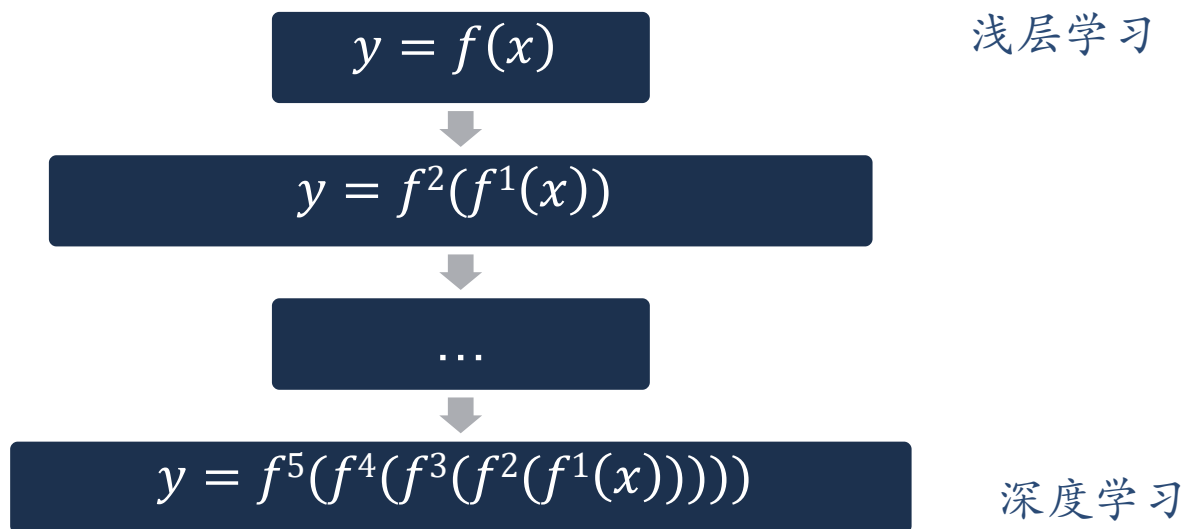 y = f(x)
浅层学习
y = f²(f¹(x))
...
y = f⁵(f⁴(f³(f²(f¹(x)))))
深度学习